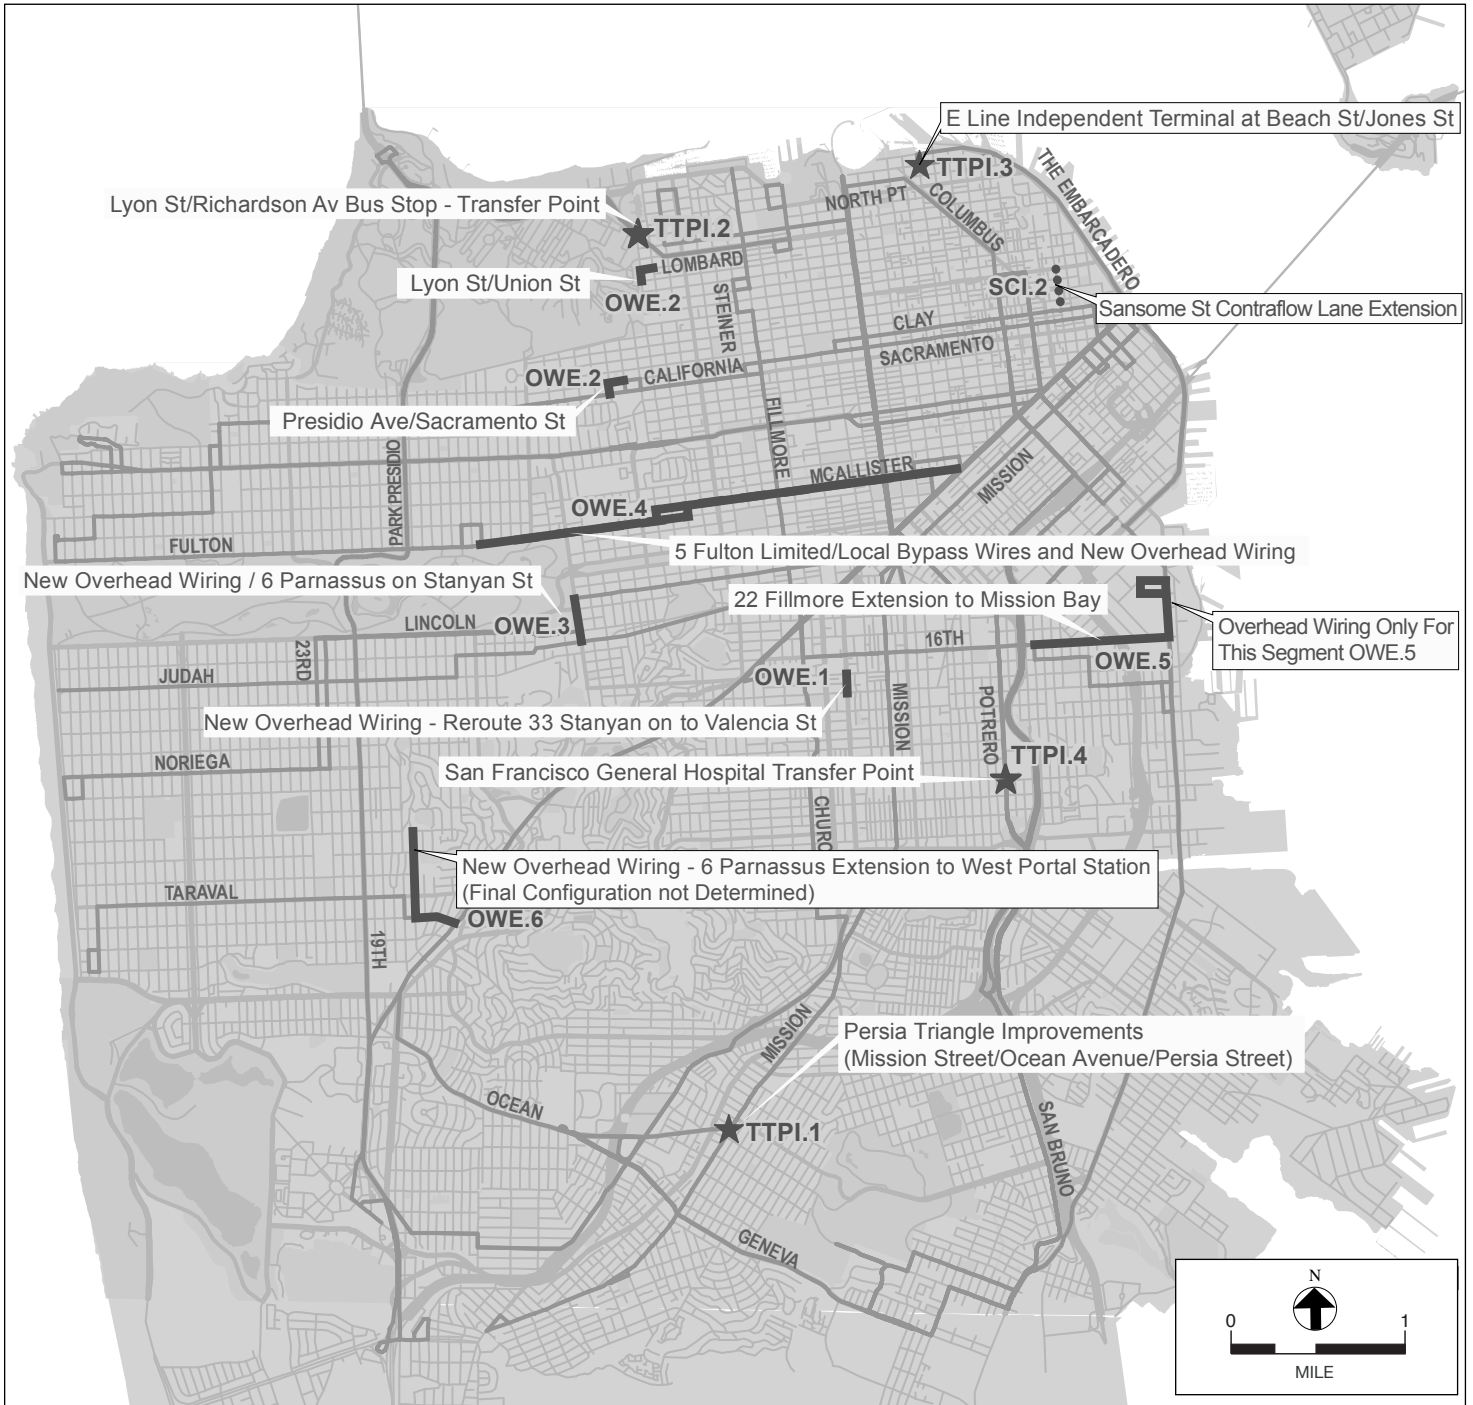 E Line Independent Terminal at Beach St/Jones St
TTPI.3
THE EMBARCADERO
NORTH PT
COLUMBUS
Lyon St/Richardson Av Bus Stop - Transfer Point
TTPI.2
LOMBARD
Lyon St/Union St
OWE.2
STEINER
SCI.2
Sansome St Contraflow Lane Extension
CLAY
SACRAMENTO
OWE.2
CALIFORNIA
Presidio Ave/Sacramento St
FILLMORE
PARK PRESIDIO
MCALLISTER
MISSION
OWE.4
FULTON
5 Fulton Limited/Local Bypass Wires and New Overhead Wiring
New Overhead Wiring / 6 Parnassus on Stanyan St
22 Fillmore Extension to Mission Bay
LINCOLN
OWE.3
16TH
Overhead Wiring Only For
This Segment OWE.5
OWE.5
23RD
JUDAH
OWE.1
MISSION
POTRERO
New Overhead Wiring - Reroute 33 Stanyan on to Valencia St
NORIEGA
TTPI.4
San Francisco General Hospital Transfer Point
CHURC
New Overhead Wiring - 6 Parnassus Extension to West Portal Station
(Final Configuration not Determined)
TARAVAL
OWE.6
19TH
MISSION
Persia Triangle Improvements
(Mission Street/Ocean Avenue/Persia Street)
OCEAN
TTPI.1
SAN BRUNO
GENEVA
N
0 1
MILE